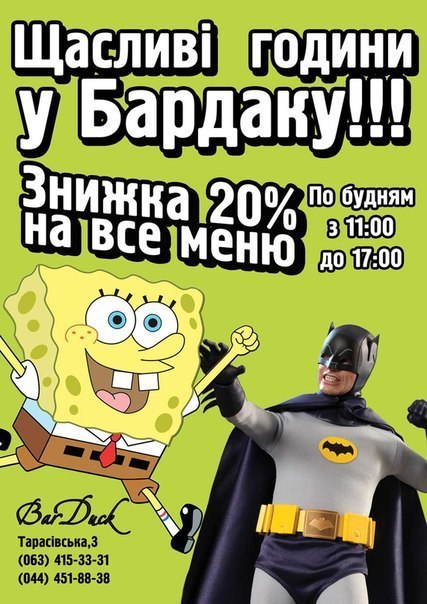 Щасливі години
у Бардаку!!!
Знижка 20%
на все меню
По будням
з 11:00
до 17:00
BarDuck
Тарасівська,3
(063) 415-33-31
(044) 451-88-38